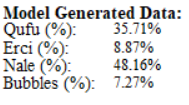 Model Generated Data:
Qufu (%): 35.71%
Erci (%): 8.87%
Nale (%): 48.16%
Bubbles (%): 7.27%